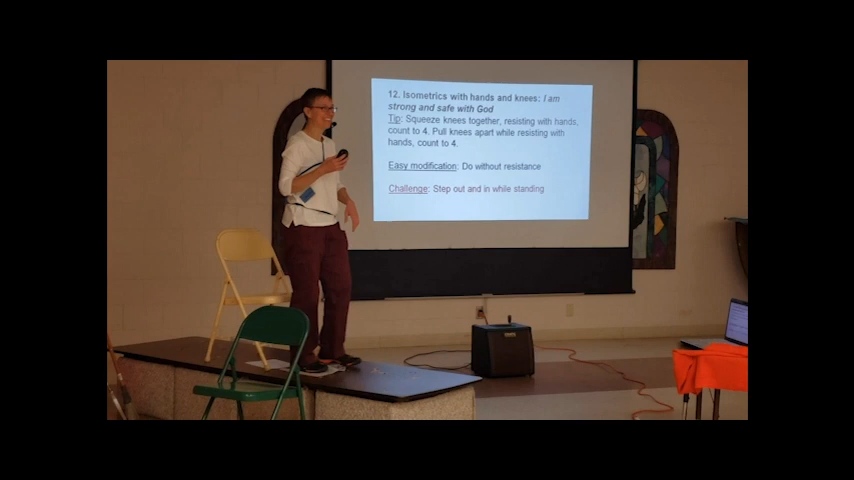 12. Isometrics with hands and knees: I am
strong and safe with God
Tip: Squeeze knees together, resisting with hands,
count to 4. Pull knees apart while resisting with
hands, count to 4.
Easy modification: Do without resistance
Challenge: Step out and in while standing